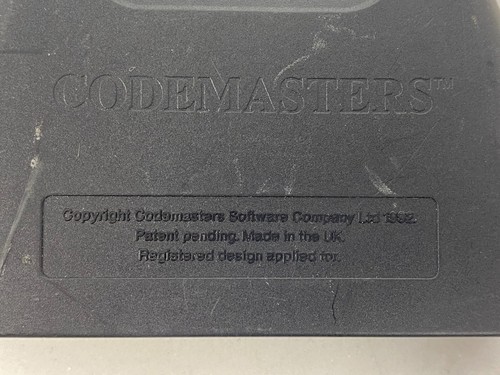 CODEMASTERS™
Copyright Codemasters Software Company Ltd 1992.
Patent pending. Made in the UK.
Registered design applied for.